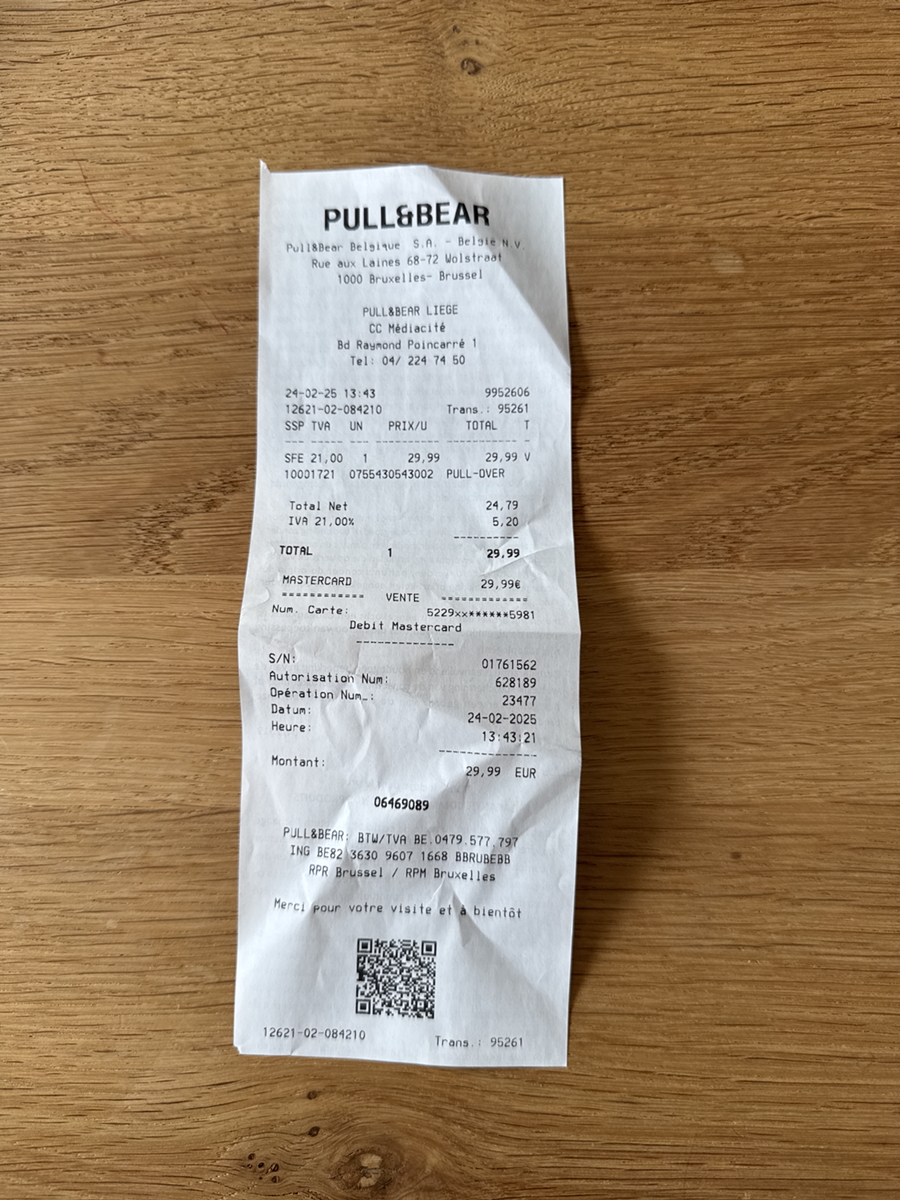 PULL&BEAR
Pull&Bear Belgique S.A. - Belgie N.V.
Rue aux Laines 68-72 Wolstraat
1000 Bruxelles- Brussel
PULL&BEAR LIEGE
CC Médiacité
Bd Raymond Poincarré 1
Tel: 04/ 224 74 50
24-02-25 13:43 9952606
12621-02-084210 Trans.: 95261
SSP TVA UN PRIX/U TOTAL T
--- ----- --- ---------- ---------- -
SFE 21,00 1 29,99 29,99 V
10001721 0755430543002 PULL-OVER
Total Net 24,79
IVA 21,00% 5,20
----------
TOTAL 1 29,99
MASTERCARD 29,99€
============ VENTE ============
Num. Carte: 5229xx******5981
Debit Mastercard
-------------
S/N: 01761562
Autorisation Num: 628189
Opération Num_: 23477
Datum: 24-02-2025
Heure: 13:43:21
-------------
Montant: 29,99 EUR
06469089
PULL&BEAR: BTW/TVA BE.0479.577.797
ING BE82 3630 9607 1668 BBRUBEBB
RPR Brussel / RPM Bruxelles
Merci pour votre visite et à bientôt
12621-02-084210 Trans.: 95261